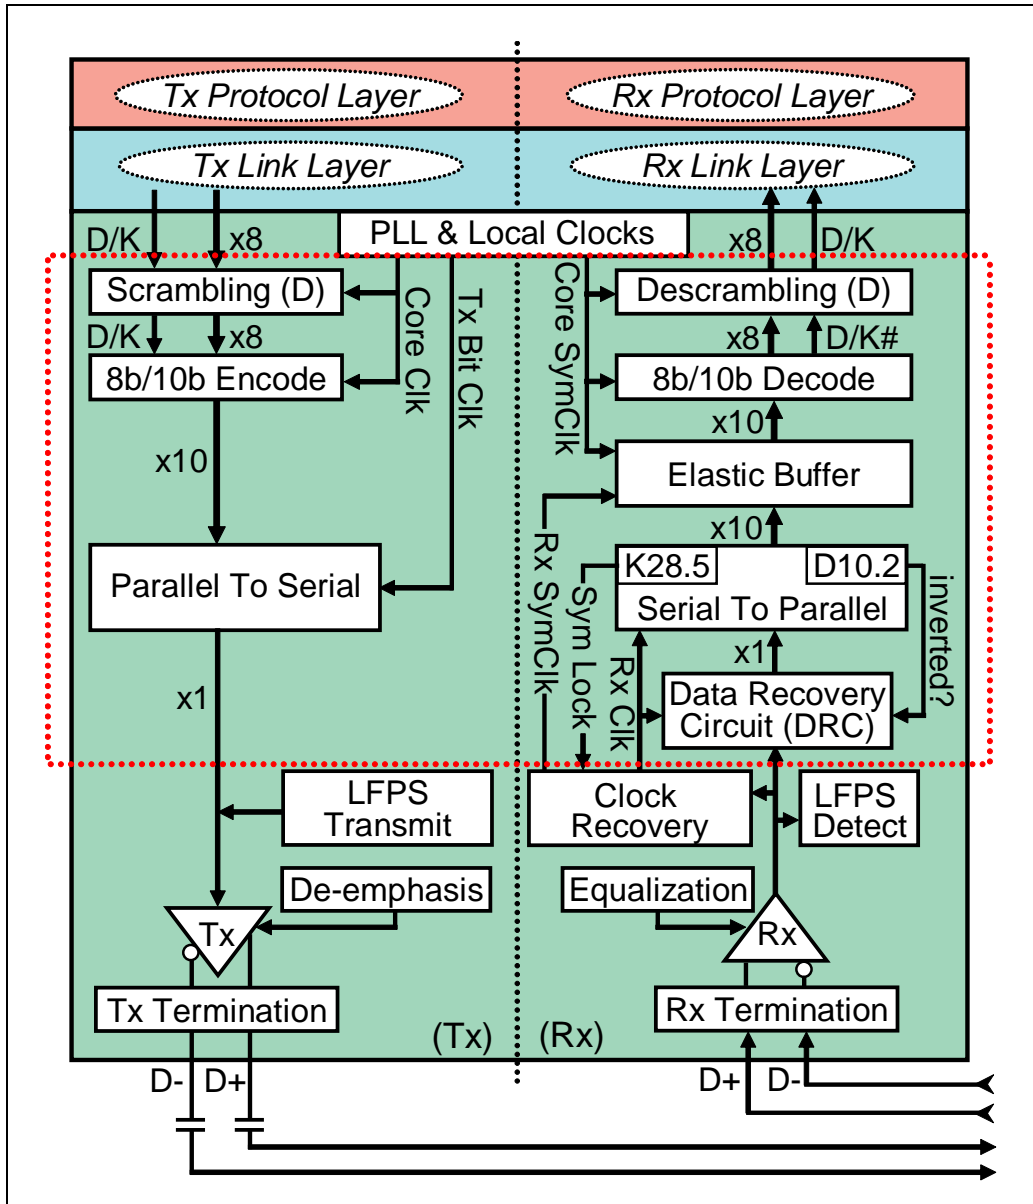 Tx Protocol Layer
Rx Protocol Layer
Tx Link Layer
Rx Link Layer
PLL & Local Clocks
D/K
x8
x8
D/K
Scrambling (D)
Descrambling (D)
D/K
x8
x8
D/K#
8b/10b Encode
8b/10b Decode
Core Clk
Tx Bit Clk
Core SymClk
x10
x10
Elastic Buffer
x10
Parallel To Serial
K28.5
D10.2
Serial To Parallel
Rx SymClk
Sym Lock
Rx Clk
inverted?
x1
x1
Data Recovery
Circuit (DRC)
LFPS
Transmit
Clock
Recovery
LFPS
Detect
De-emphasis
Equalization
Tx
Rx
Tx Termination
Rx Termination
(Tx)
(Rx)
D-
D+
D+
D-